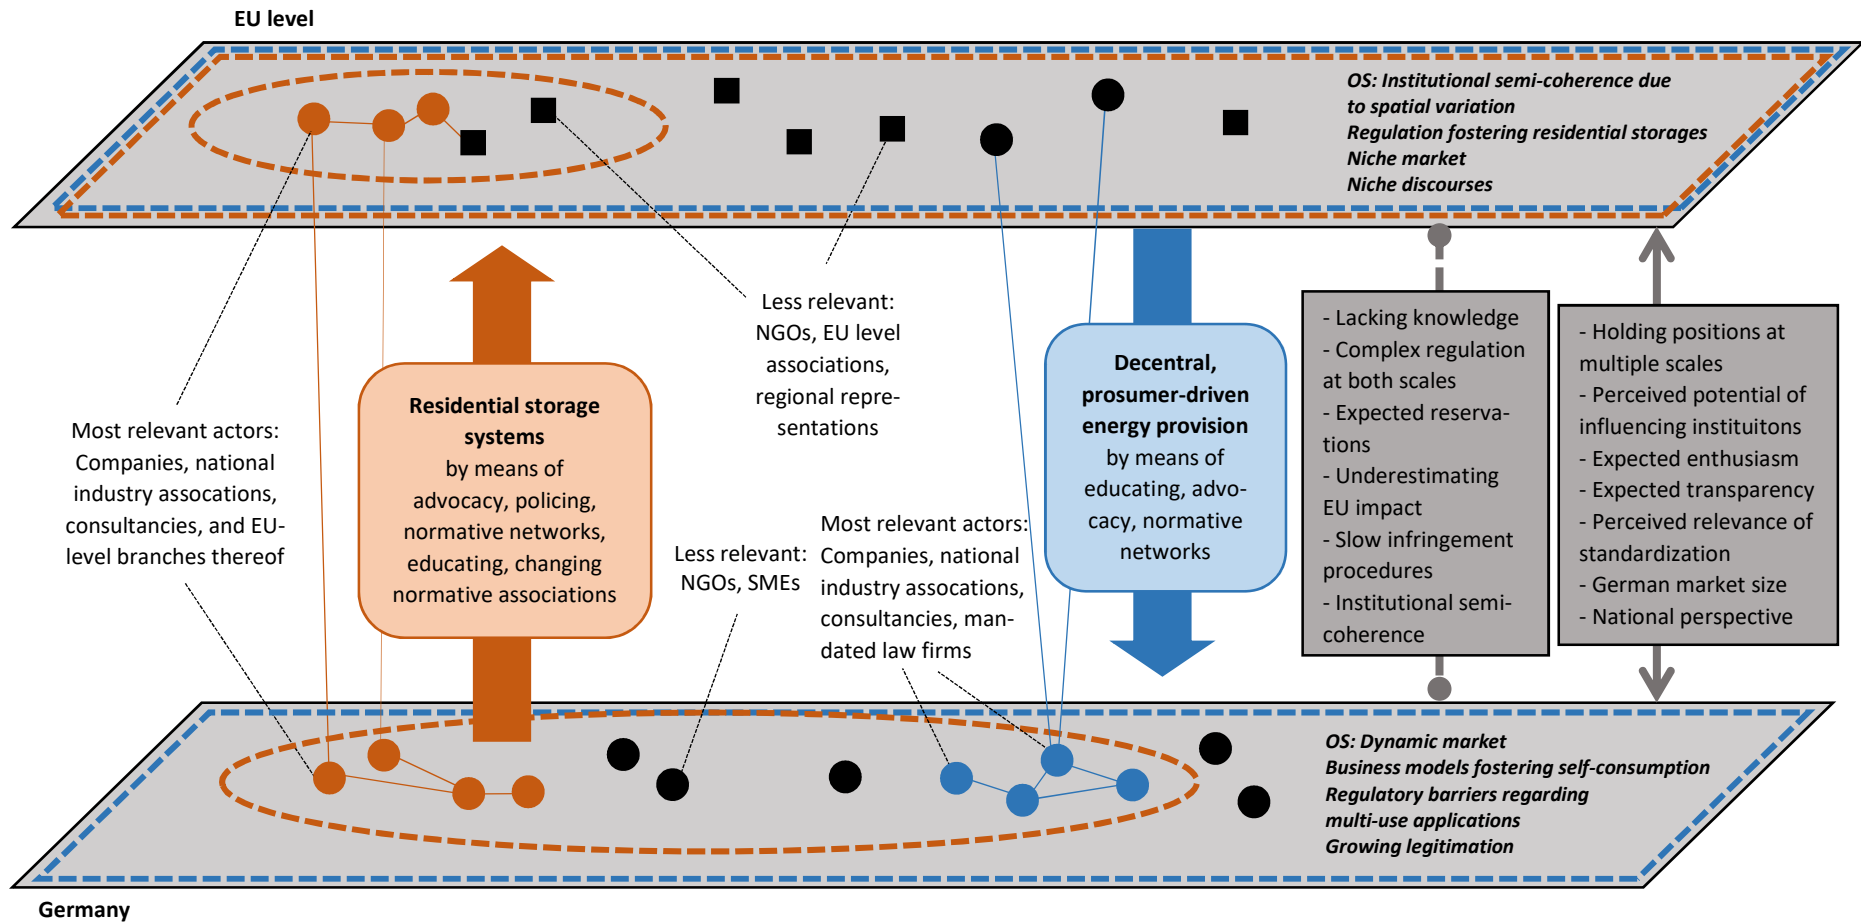 EU level
OS: Institutional semi-coherence due
to spatial variation
Regulation fostering residential storages
Niche market
Niche discourses
Most relevant actors:
Companies, national
industry assocations,
consultancies, and EU-
level branches thereof
Residential storage
systems
by means of
advocacy, policing,
normative networks,
educating, changing
normative associations
Less relevant:
NGOs, EU level
associations,
regional repre-
sentations
Less relevant:
NGOs, SMEs
Most relevant actors:
Companies, national
industry assocations,
consultancies, man-
dated law firms
Decentral,
prosumer-driven
energy provision
by means of
educating, advo-
cacy, normative
networks
- Lacking knowledge
- Complex regulation
at both scales
- Expected reserva-
tions
- Underestimating
EU impact
- Slow infringement
procedures
- Institutional semi-
coherence
- Holding positions at
multiple scales
- Perceived potential of
influencing instituitons
- Expected enthusiasm
- Expected transparency
- Perceived relevance of
standardization
- German market size
- National perspective
OS: Dynamic market
Business models fostering self-consumption
Regulatory barriers regarding
multi-use applications
Growing legitimation
Germany